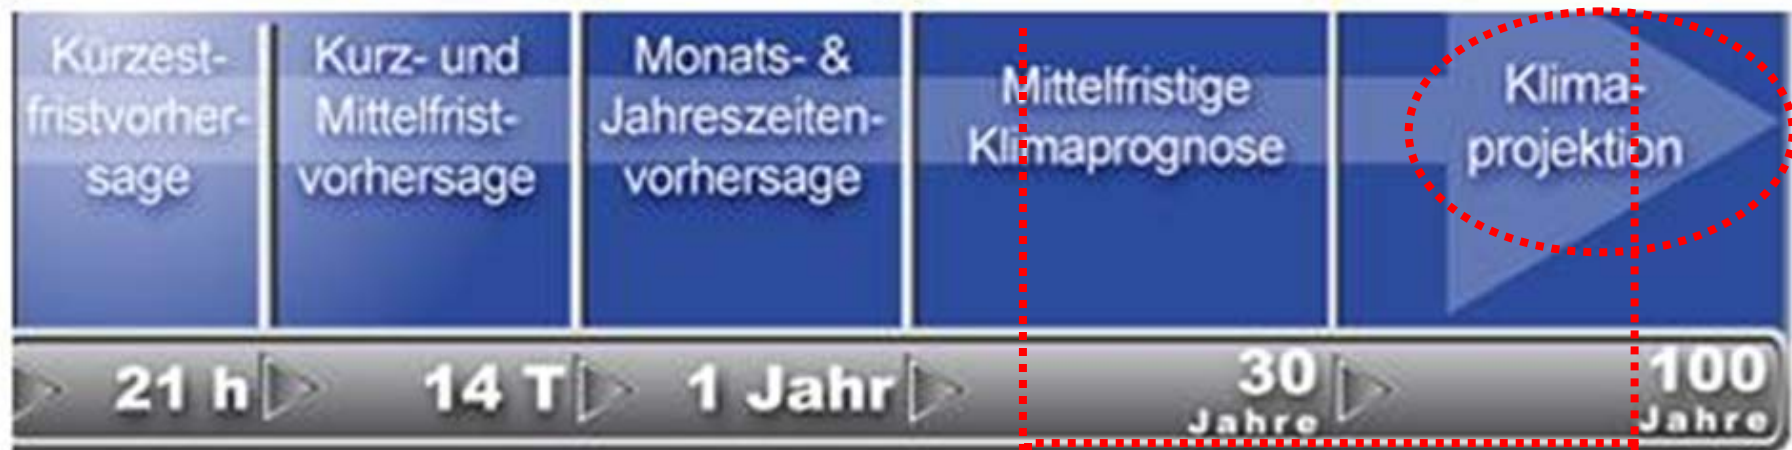 Kürzest-
fristvorher-
sage
Kurz- und
Mittelfrist-
vorhersage
Monats- &
Jahreszeiten-
vorhersage
Mittelfristige
Klimaprognose
Klima-
projektion
21 h
14 T
1 Jahr
30
Jahre
100
Jahre